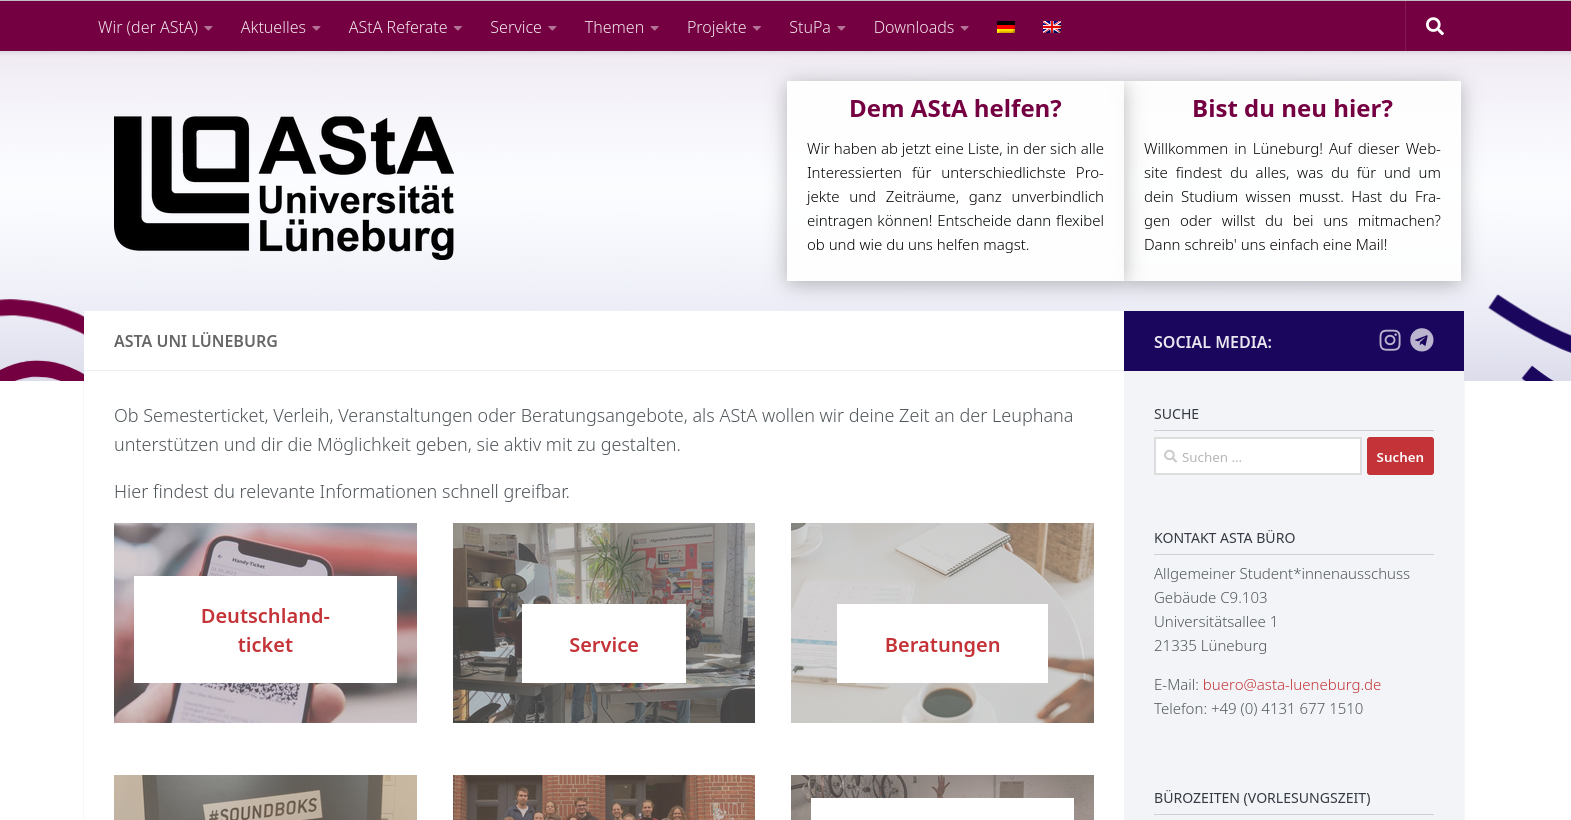 Wir (der AStA)
Aktuelles
AStA Referate
Service
Themen
Projekte
StuPa
Downloads
AStA
Universität
Lüneburg
Dem AStA helfen?
Wir haben ab jetzt eine Liste, in der sich alle
Interessierten für unterschiedlichste Pro-
jekte und Zeiträume, ganz unverbindlich
eintragen können! Entscheide dann flexibel
ob und wie du uns helfen magst.
Bist du neu hier?
Willkommen in Lüneburg! Auf dieser Web-
site findest du alles, was du für und um
dein Studium wissen musst. Hast du Fra-
gen oder willst du bei uns mitmachen?
Dann schreib' uns einfach eine Mail!
ASTA UNI LÜNEBURG
Ob Semesterticket, Verleih, Veranstaltungen oder Beratungsangebote, als AStA wollen wir deine Zeit an der Leuphana
unterstützen und dir die Möglichkeit geben, sie aktiv mit zu gestalten.
Hier findest du relevante Informationen schnell greifbar.
Handy-Ticket
Deutschland-
ticket
Service
Beratungen
#SOUNDBOKS
SOCIAL MEDIA:
SUCHE
Suchen …
Suchen
KONTAKT ASTA BÜRO
Allgemeiner Student*innenausschuss
Gebäude C9.103
Universitätsallee 1
21335 Lüneburg
E-Mail: buero@asta-lueneburg.de
Telefon: +49 (0) 4131 677 1510
BÜROZEITEN (VORLESUNGSZEIT)